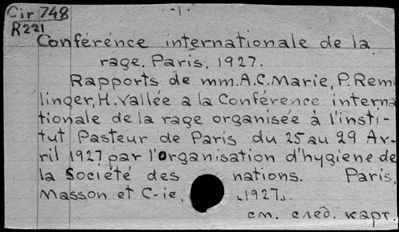 Cir 748
R221
-1-
Conférence internationale de la
rage. Paris. 1927.
Rapports de mm. A.C. Marie, P. Rem-
linger, H. Vallée a la Conférence interna
tionale de la rage organisée à l'insti-
tut Pasteur de Paris du 25 au 29 Av-
ril 1927 par l'Organisation d'hygiene de
la Société des nations. Paris,
Masson et C-ie, 1927.
см. след. карт.